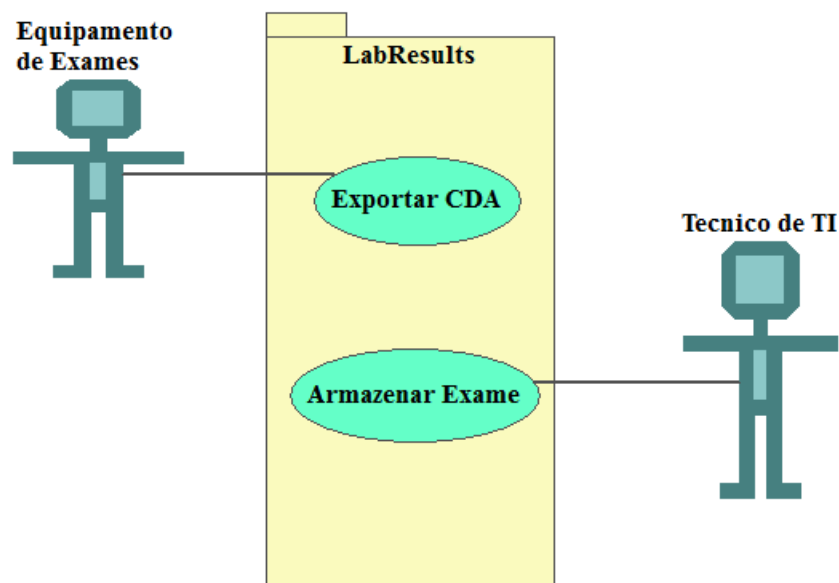 Equipamento
de Exames
LabResults
Exportar CDA
Tecnico de TI
Armazenar Exame